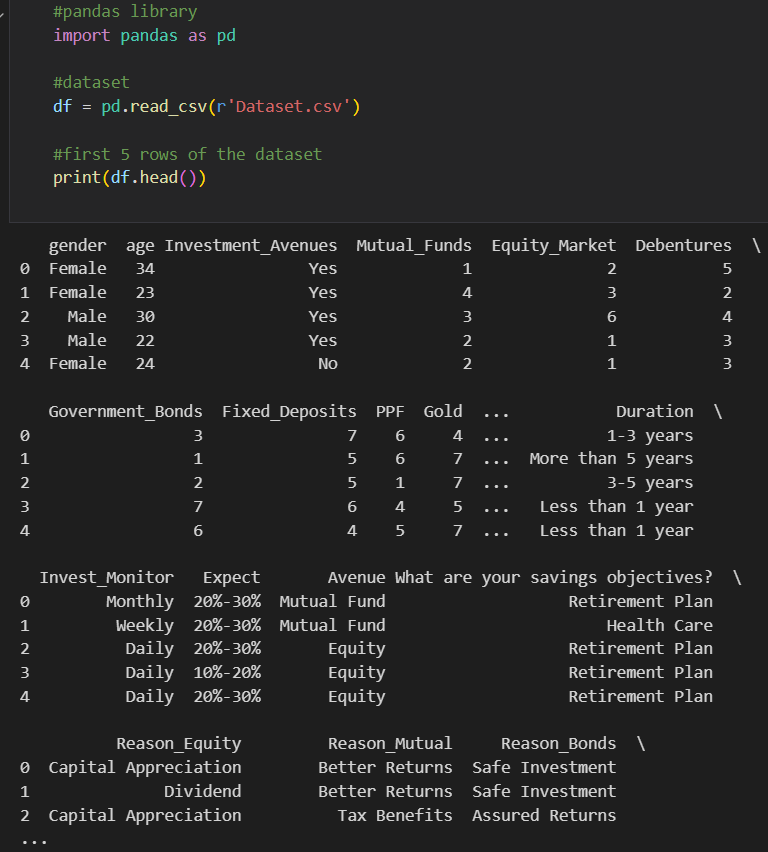 #pandas library
import pandas as pd
#dataset
df = pd.read_csv(r'Dataset.csv')
#first 5 rows of the dataset
print(df.head())
gender age Investment_Avenues Mutual_Funds Equity_Market Debentures \
0 Female 34 Yes 1 2 5
1 Female 23 Yes 4 3 2
2 Male 30 Yes 3 6 4
3 Male 22 Yes 2 1 3
4 Female 24 No 2 1 3
Government_Bonds Fixed_Deposits PPF Gold ... Duration \
0 3 7 6 4 ... 1-3 years
1 1 5 6 7 ... More than 5 years
2 2 5 1 7 ... 3-5 years
3 7 6 4 5 ... Less than 1 year
4 6 4 5 7 ... Less than 1 year
Invest_Monitor Expect Avenue What are your savings objectives? \
0 Monthly 20%-30% Mutual Fund Retirement Plan
1 Weekly 20%-30% Mutual Fund Health Care
2 Daily 20%-30% Equity Retirement Plan
3 Daily 10%-20% Equity Retirement Plan
4 Daily 20%-30% Equity Retirement Plan
Reason_Equity Reason_Mutual Reason_Bonds \
0 Capital Appreciation Better Returns Safe Investment
1 Dividend Better Returns Safe Investment
2 Capital Appreciation Tax Benefits Assured Returns
...